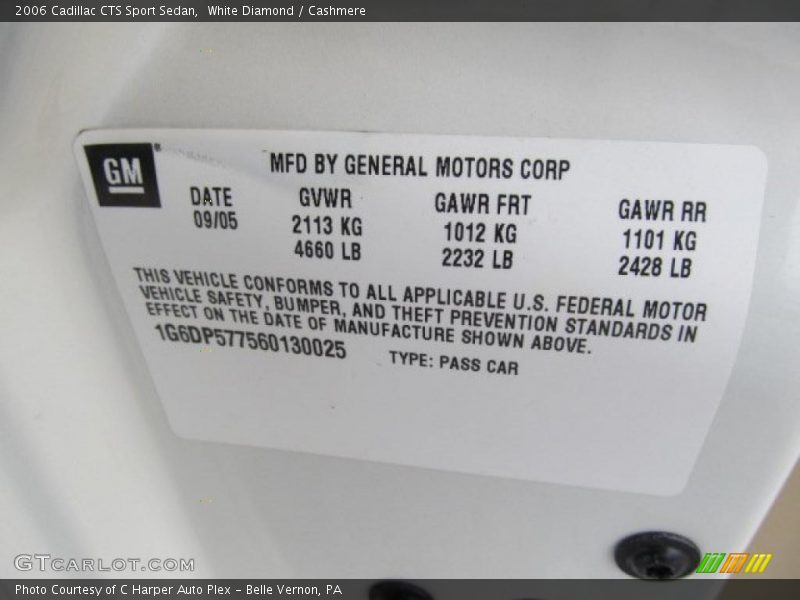 2006 Cadillac CTS Sport Sedan,  White Diamond / Cashmere
GM®
MFD BY GENERAL MOTORS CORP
DATE GVWR GAWR FRT GAWR RR
09/05 2113 KG 1012 KG 1101 KG
4660 LB 2232 LB 2428 LB
THIS VEHICLE CONFORMS TO ALL APPLICABLE U.S. FEDERAL MOTOR
VEHICLE SAFETY, BUMPER, AND THEFT PREVENTION STANDARDS IN
EFFECT ON THE DATE OF MANUFACTURE SHOWN ABOVE.
1G6DP577560130025 TYPE: PASS CAR
GTCARLOT.COM
Photo Courtesy of C Harper Auto Plex - Belle Vernon, PA